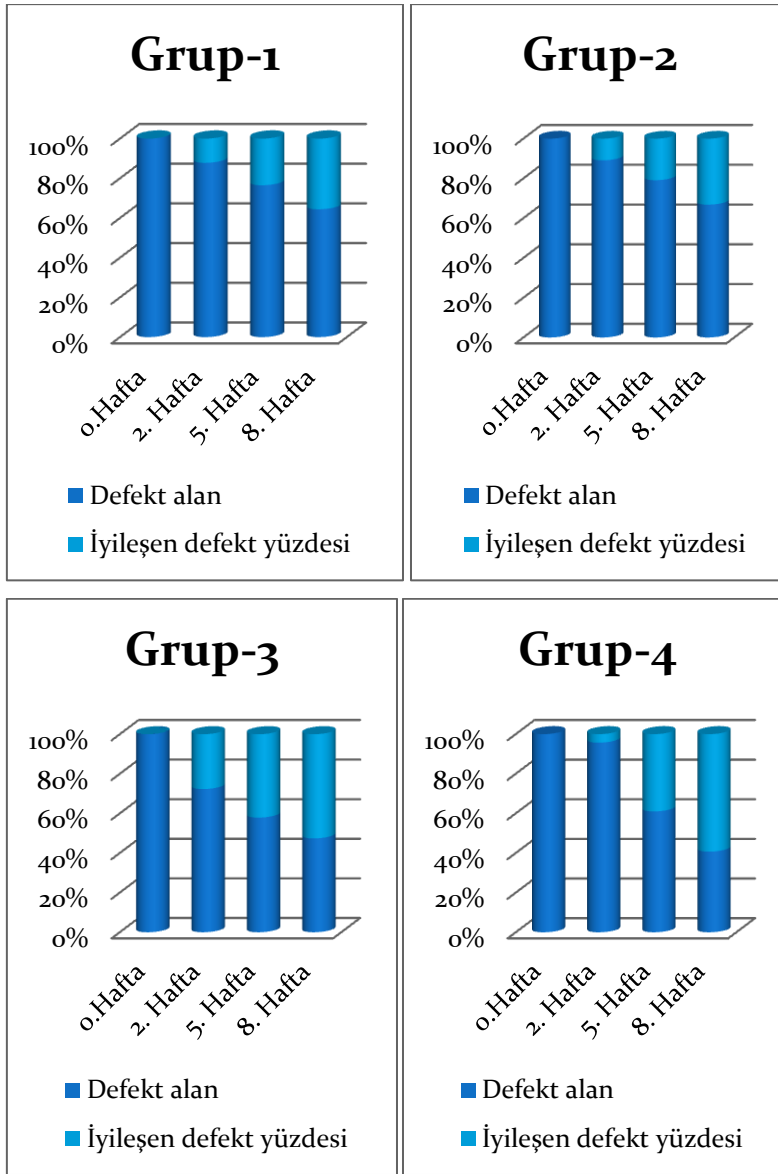 Grup-1
100%
80%
60%
40%
20%
0%
0.Hafta
2. Hafta
5. Hafta
8. Hafta
Defekt alan
İyileşen defekt yüzdesi
Grup-2
100%
80%
60%
40%
20%
0%
0.Hafta
2. Hafta
5. Hafta
8. Hafta
Defekt alan
İyileşen defekt yüzdesi
Grup-3
100%
80%
60%
40%
20%
0%
0.Hafta
2. Hafta
5. Hafta
8. Hafta
Defekt alan
İyileşen defekt yüzdesi
Grup-4
100%
80%
60%
40%
20%
0%
0.Hafta
2. Hafta
5. Hafta
8. Hafta
Defekt alan
İyileşen defekt yüzdesi